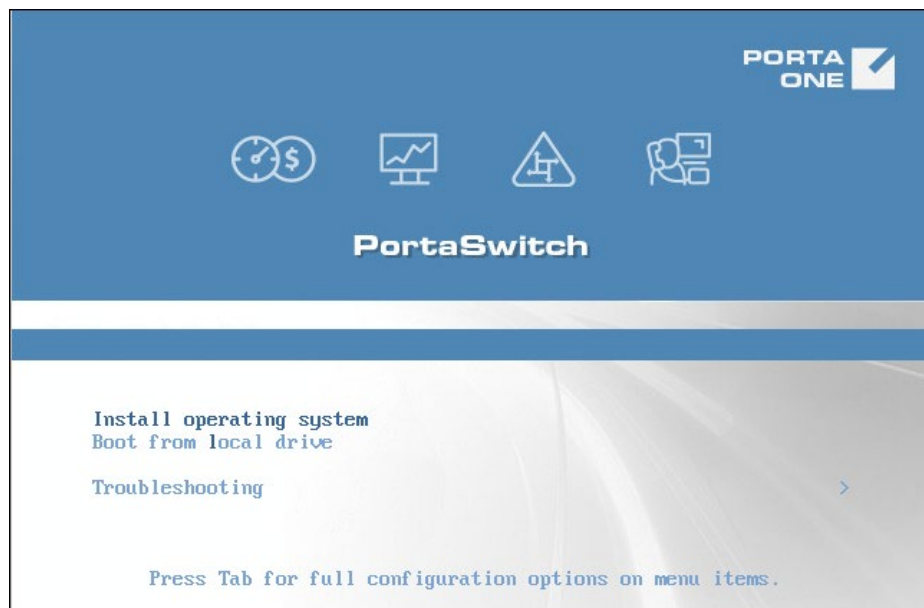 PORTA
ONE
$
PortaSwitch
Install operating system
Boot from local drive
Troubleshooting >
Press Tab for full configuration options on menu items.